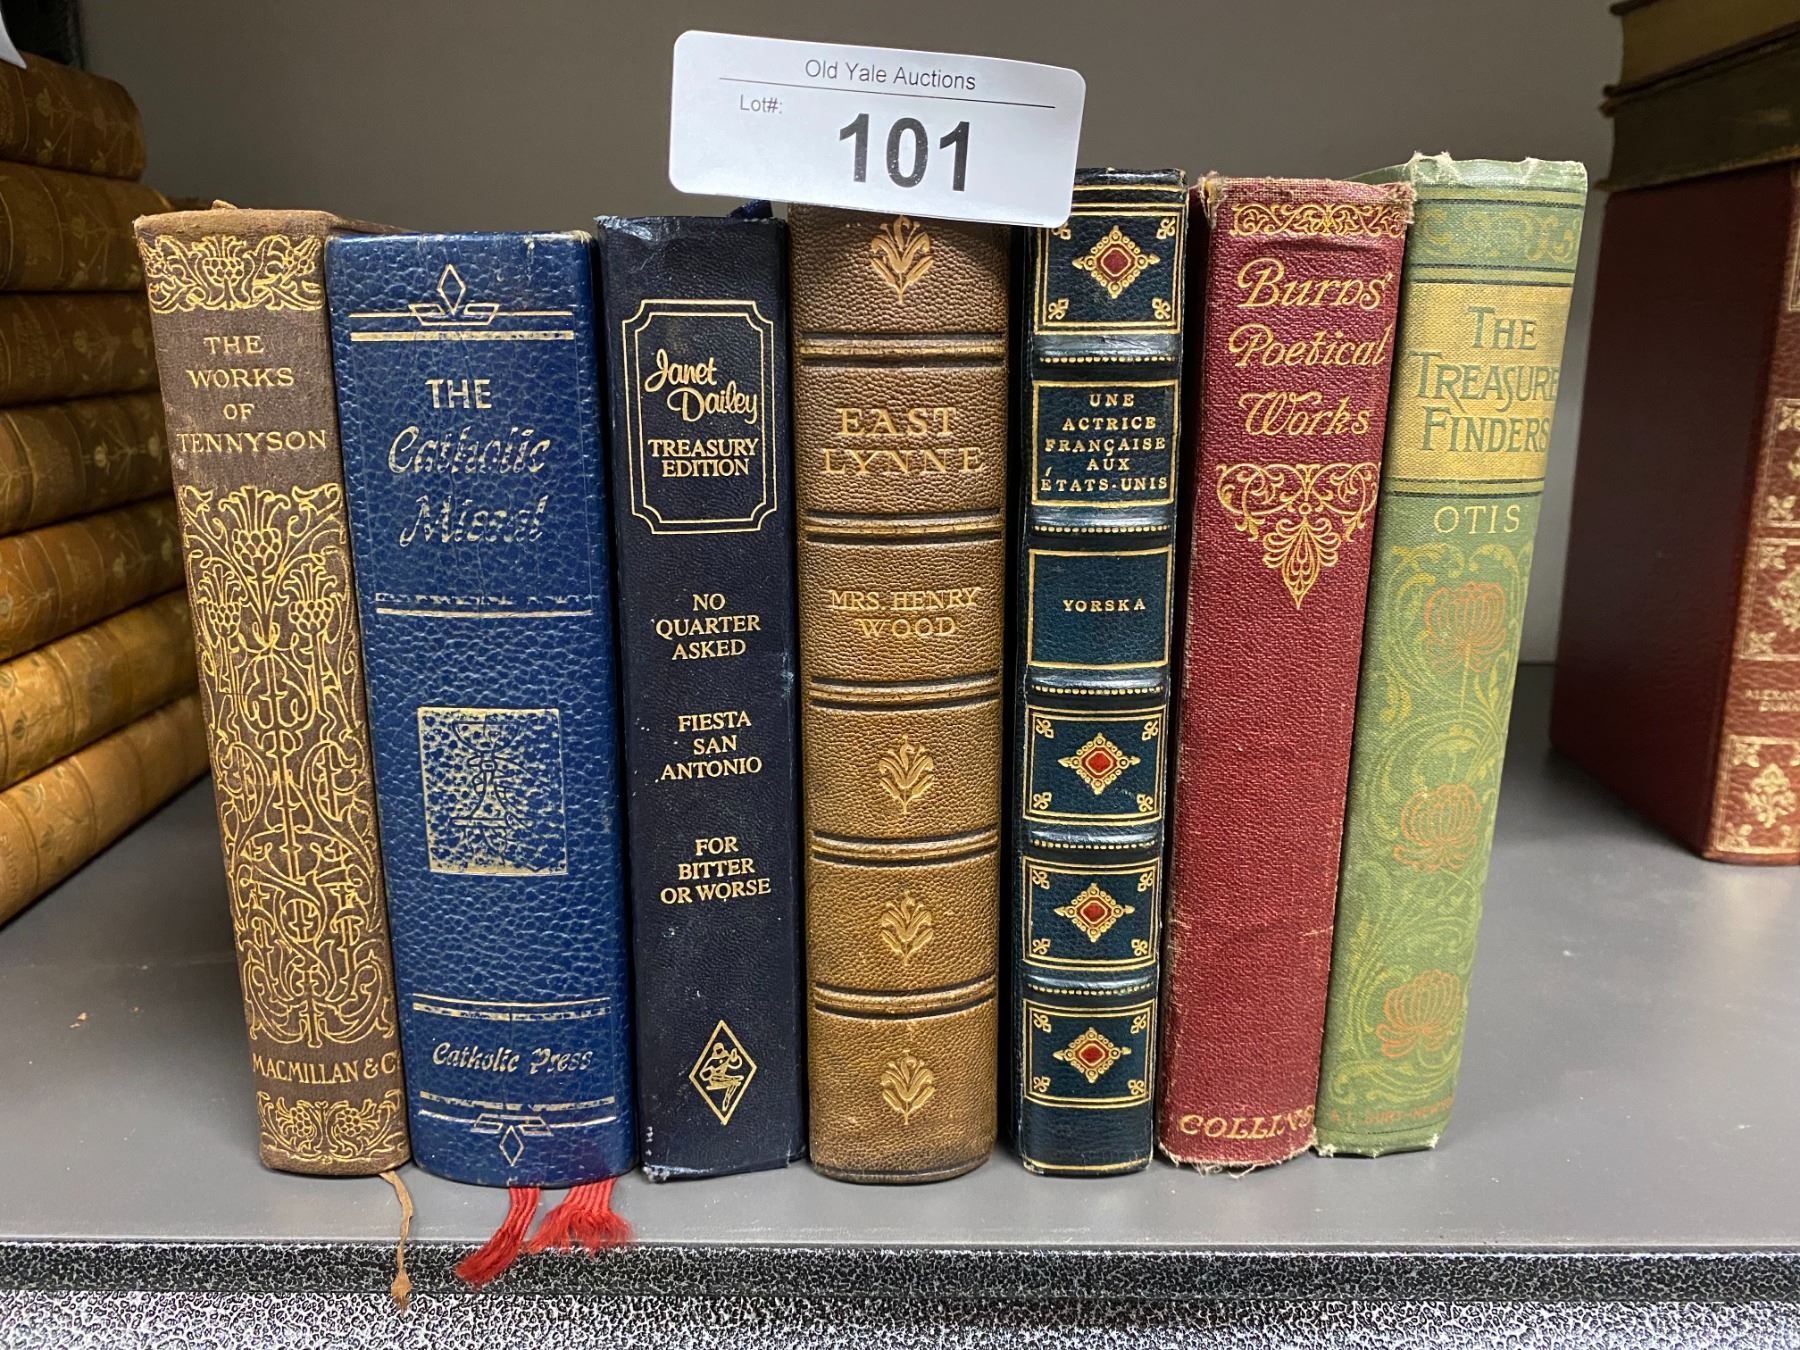 Old Yale Auctions
Lot#:
101
THE
WORKS
OF
TENNYSON
MACMILLAN & Co
THE
Catholic
Missal
Catholic Press
Janet
Dailey
TREASURY
EDITION
NO
QUARTER
ASKED
FIESTA
SAN
ANTONIO
FOR
BITTER
OR WORSE
EAST
LYNNE
MRS. HENRY
WOOD
UNE
ACTRICE
FRANÇAISE
AUX
ÉTATS-UNIS
YORSKA
Burns'
Poetical
Works
COLLINS
THE
TREASURE
FINDERS
OTIS